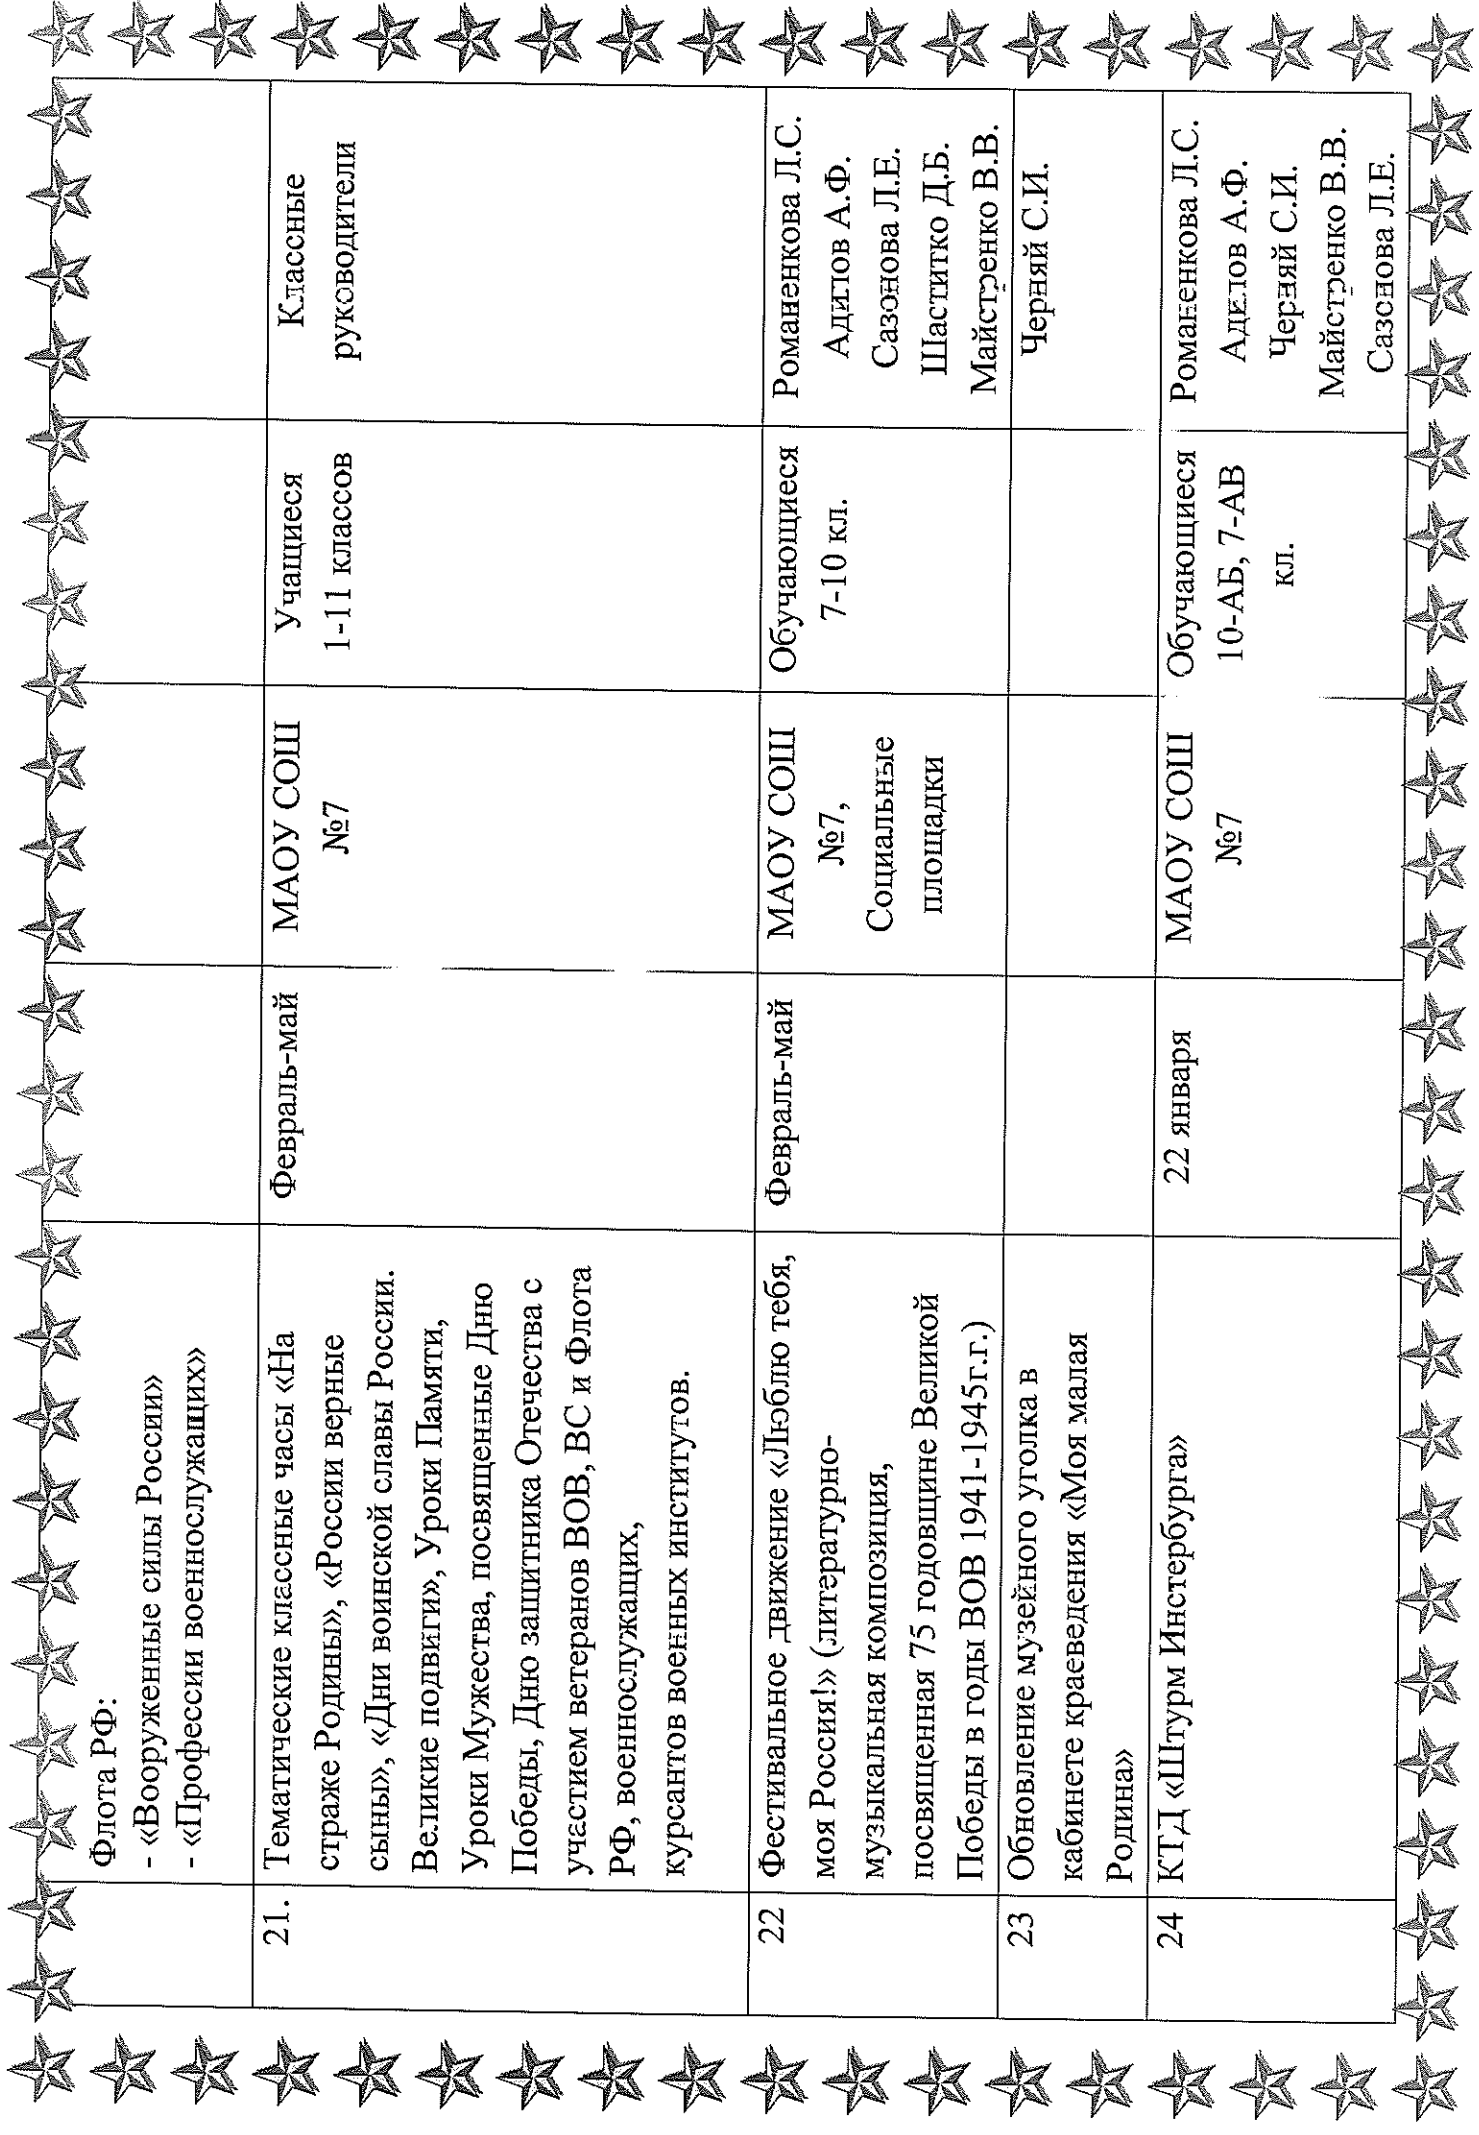 Флота РФ:
- «Вооруженные силы России»
- «Профессии военнослужащих»
21.
Тематические классные часы «На
страже Родины», «России верные
сыны», «Дни воинской славы России.
Великие подвиги», Уроки Памяти,
Уроки Мужества, посвященные Дню
Победы, Дню защитника Отечества с
участием ветеранов ВОВ, ВС и Флота
РФ, военнослужащих,
курсантов военных институтов.
Февраль-май
МАОУ СОШ
№7
Учащиеся
1-11 классов
Классные
руководители
22
Фестивальное движение «Люблю тебя,
моя Россия!» (литературно-
музыкальная композиция,
посвященная 75 годовщине Великой
Победы в годы ВОВ 1941-1945г.г.)
Февраль-май
МАОУ СОШ
№7,
Социальные
площадки
Обучающиеся
7-10 кл.
Романенкова Л.С.
Адилов А.Ф.
Сазонова Л.Е.
Шаститко Д.Б.
Майстренко В.В.
23
Обновление музейного уголка в
кабинете краеведения «Моя малая
Родина»
Черняй С.И.
24
КТД «Штурм Инстербурга»
22 января
МАОУ СОШ
№7
Обучающиеся
10-АБ, 7-АВ
кл.
Романенкова Л.С.
Адилов А.Ф.
Черняй С.И.
Майстренко В.В.
Сазонова Л.Е.